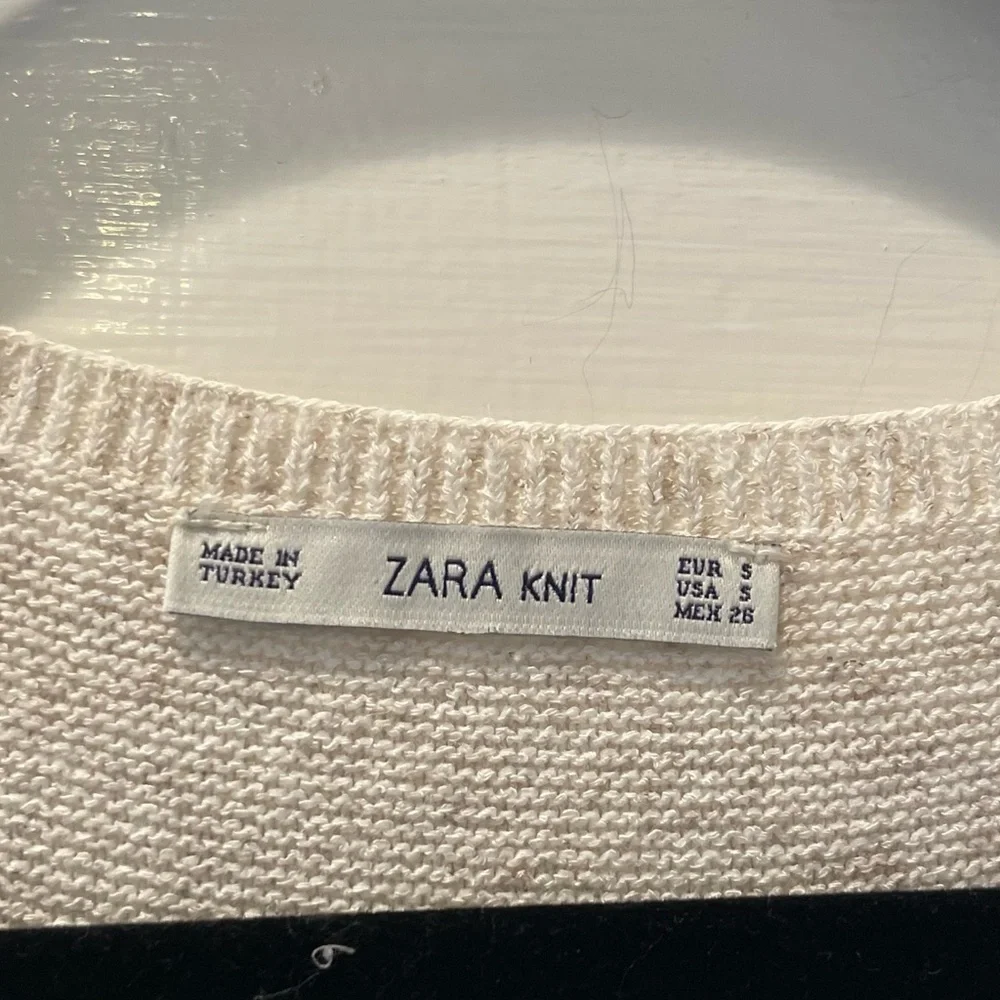 MADE IN
TURKEY
ZARA KNIT
EUR S
USA S
MEX 26